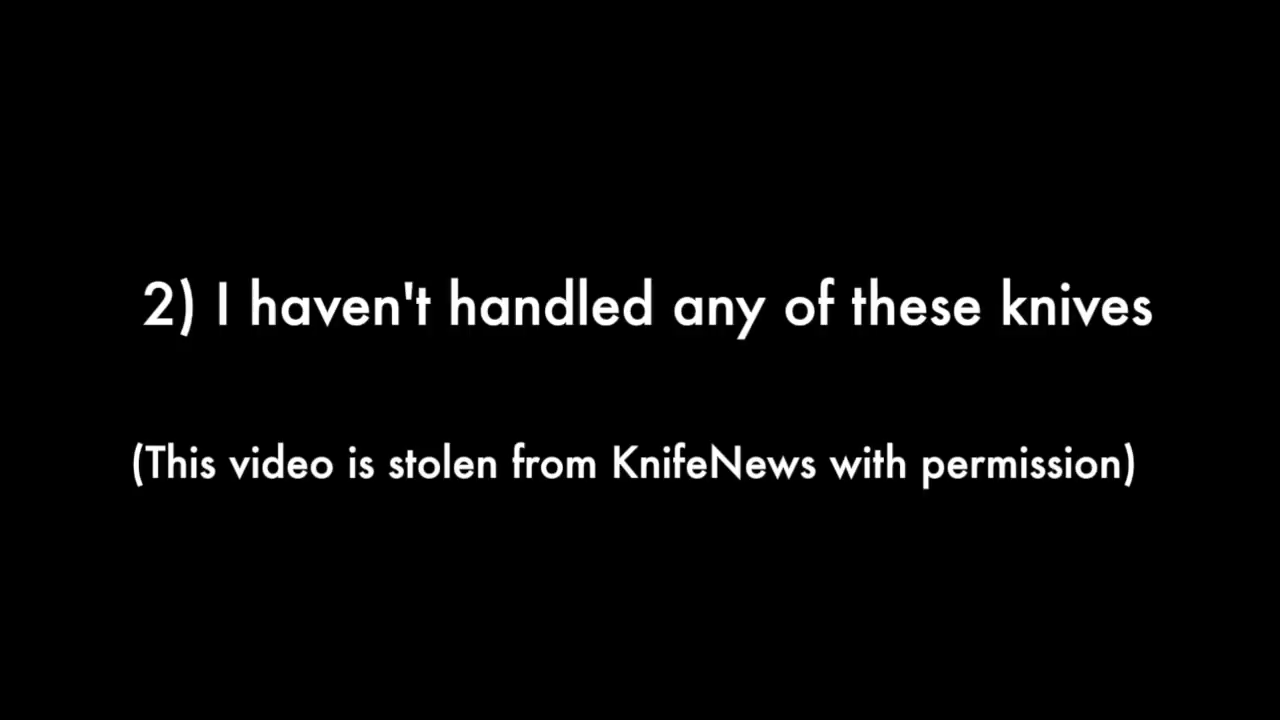 2) I haven't handled any of these knives
(This video is stolen from KnifeNews with permission)